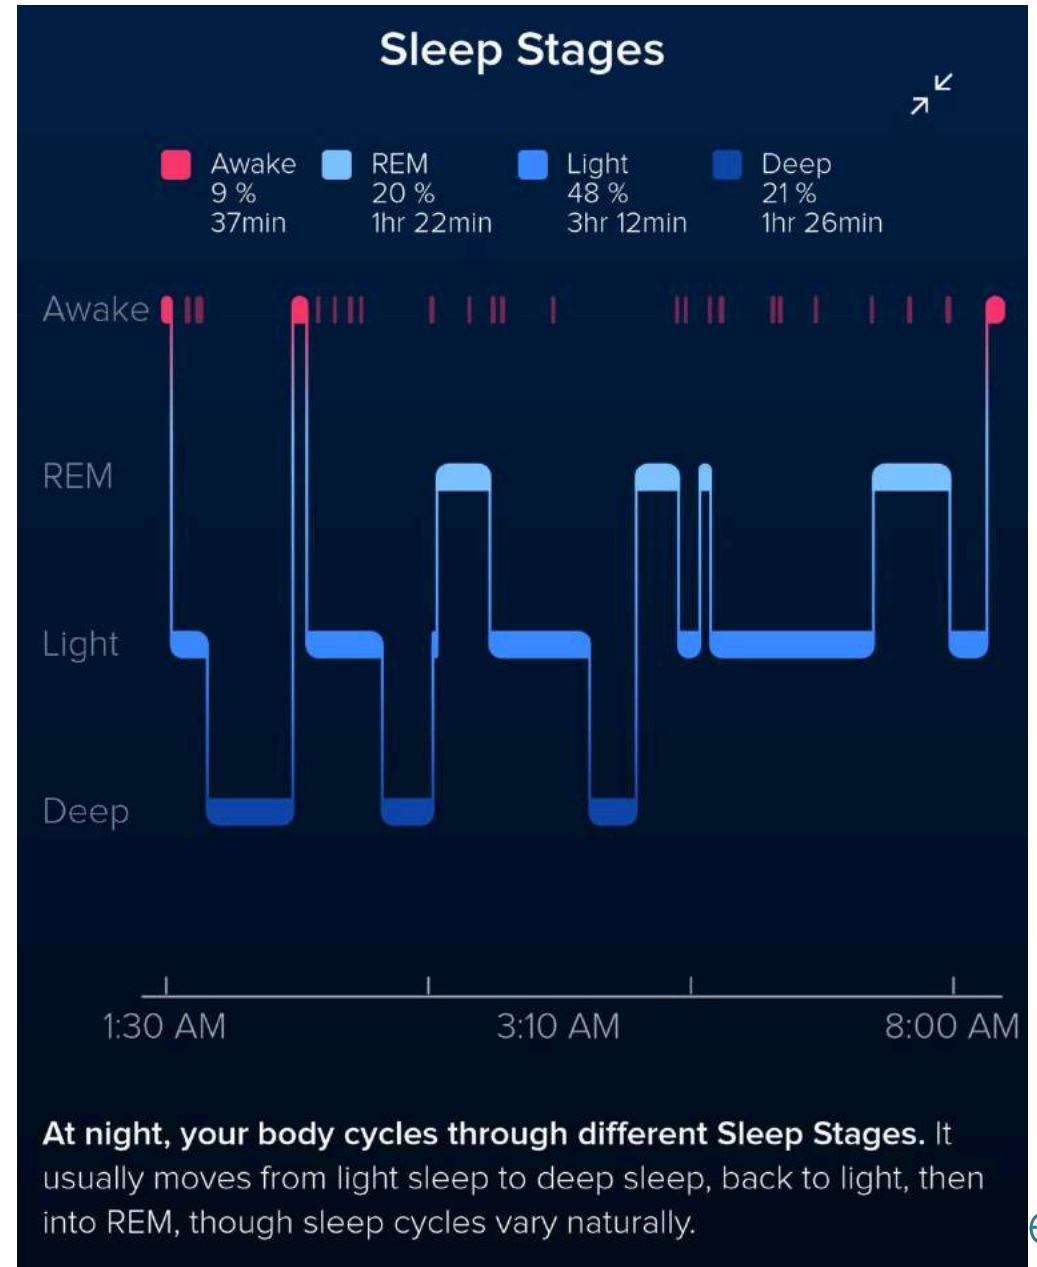 Sleep Stages
Awake REM Light Deep
9 % 20 % 48 % 21 %
37min 1hr 22min 3hr 12min 1hr 26min
Awake
REM
Light
Deep
1:30 AM 3:10 AM 8:00 AM
At night, your body cycles through different Sleep Stages. It
usually moves from light sleep to deep sleep, back to light, then
into REM, though sleep cycles vary naturally.